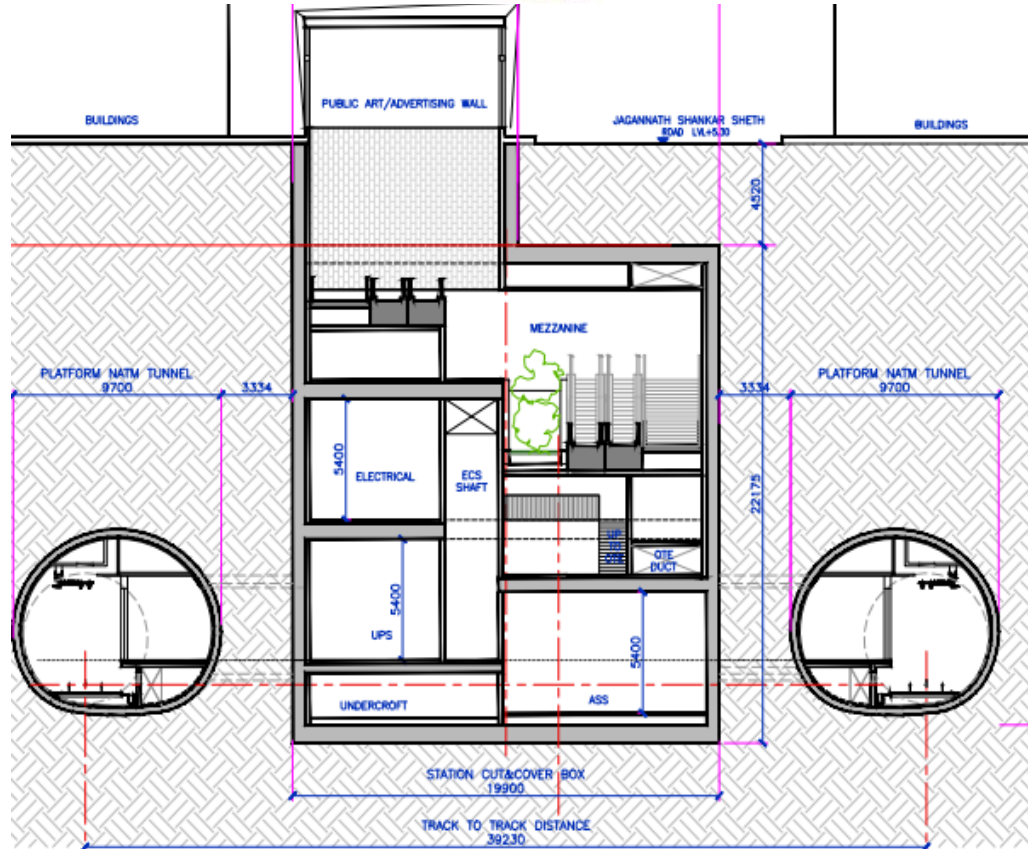 PUBLIC ART/ADVERTISING WALL
BUILDINGS
JAGANNATH SHANKAR SHETH
ROAD LVL+5.30
BUILDINGS
4520
MEZZANINE
PLATFORM NATM TUNNEL
9700
3334
3334
PLATFORM NATM TUNNEL
9700
5400
ELECTRICAL
ECS
SHAFT
22175
UP
TO
OTE
DUCT
5400
UPS
5400
UNDERCROFT
ASS
STATION CUT&COVER BOX
19900
TRACK TO TRACK DISTANCE
39230